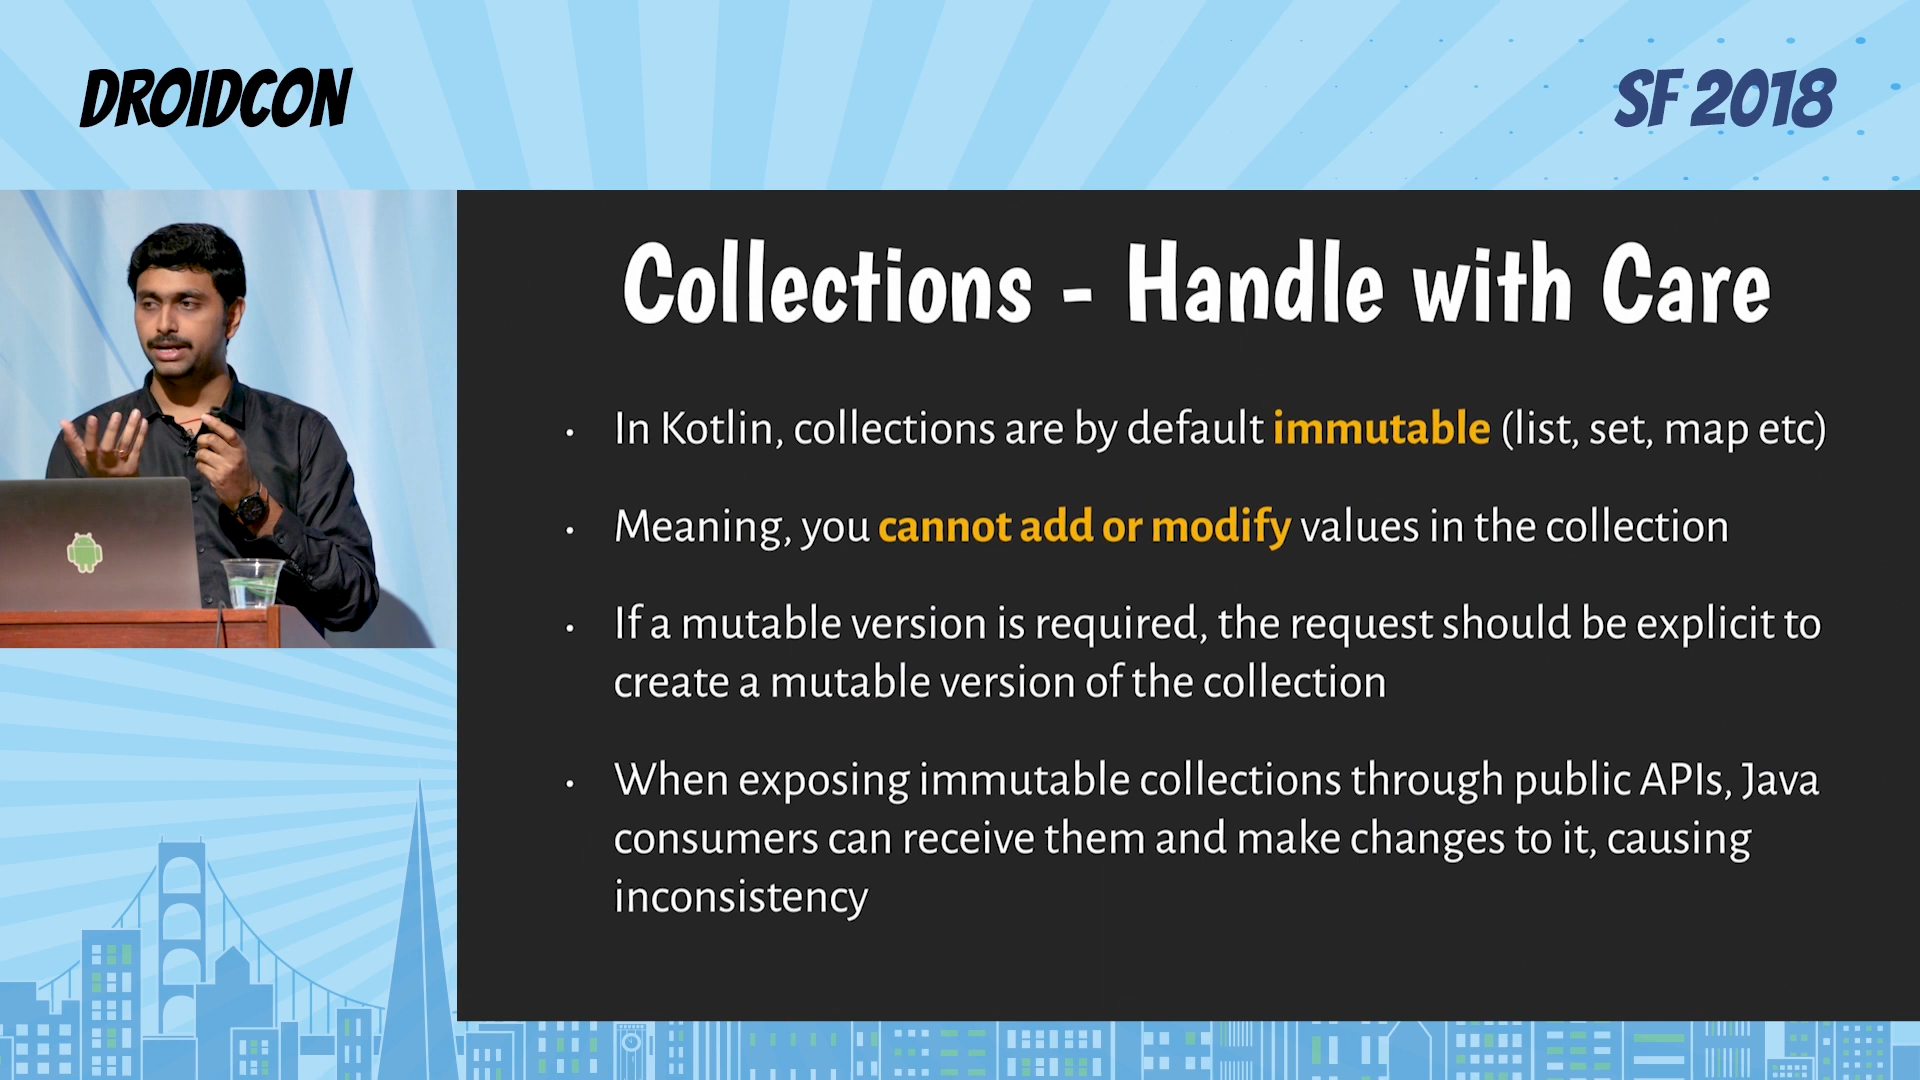 DROIDCON
SF 2018
Collections - Handle with Care
• In Kotlin, collections are by default immutable (list, set, map etc)
• Meaning, you cannot add or modify values in the collection
• If a mutable version is required, the request should be explicit to
create a mutable version of the collection
• When exposing immutable collections through public APIs, Java
consumers can receive them and make changes to it, causing
inconsistency